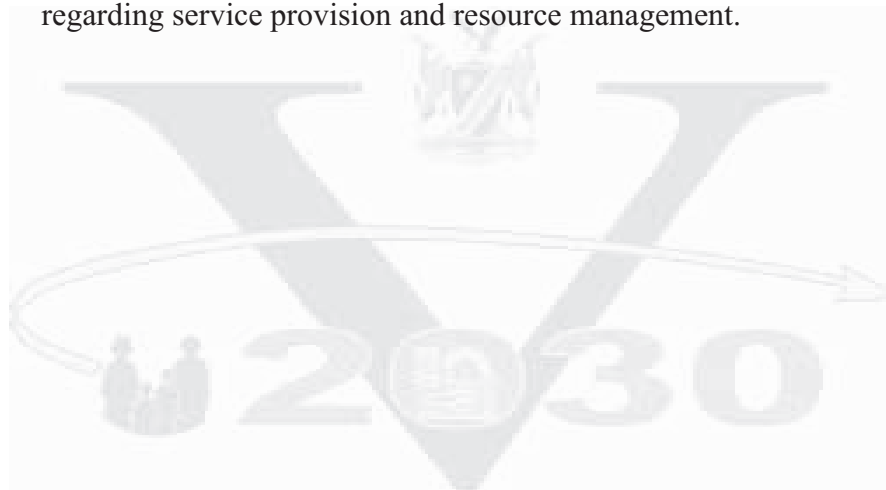 regarding service provision and resource management.
V
2030